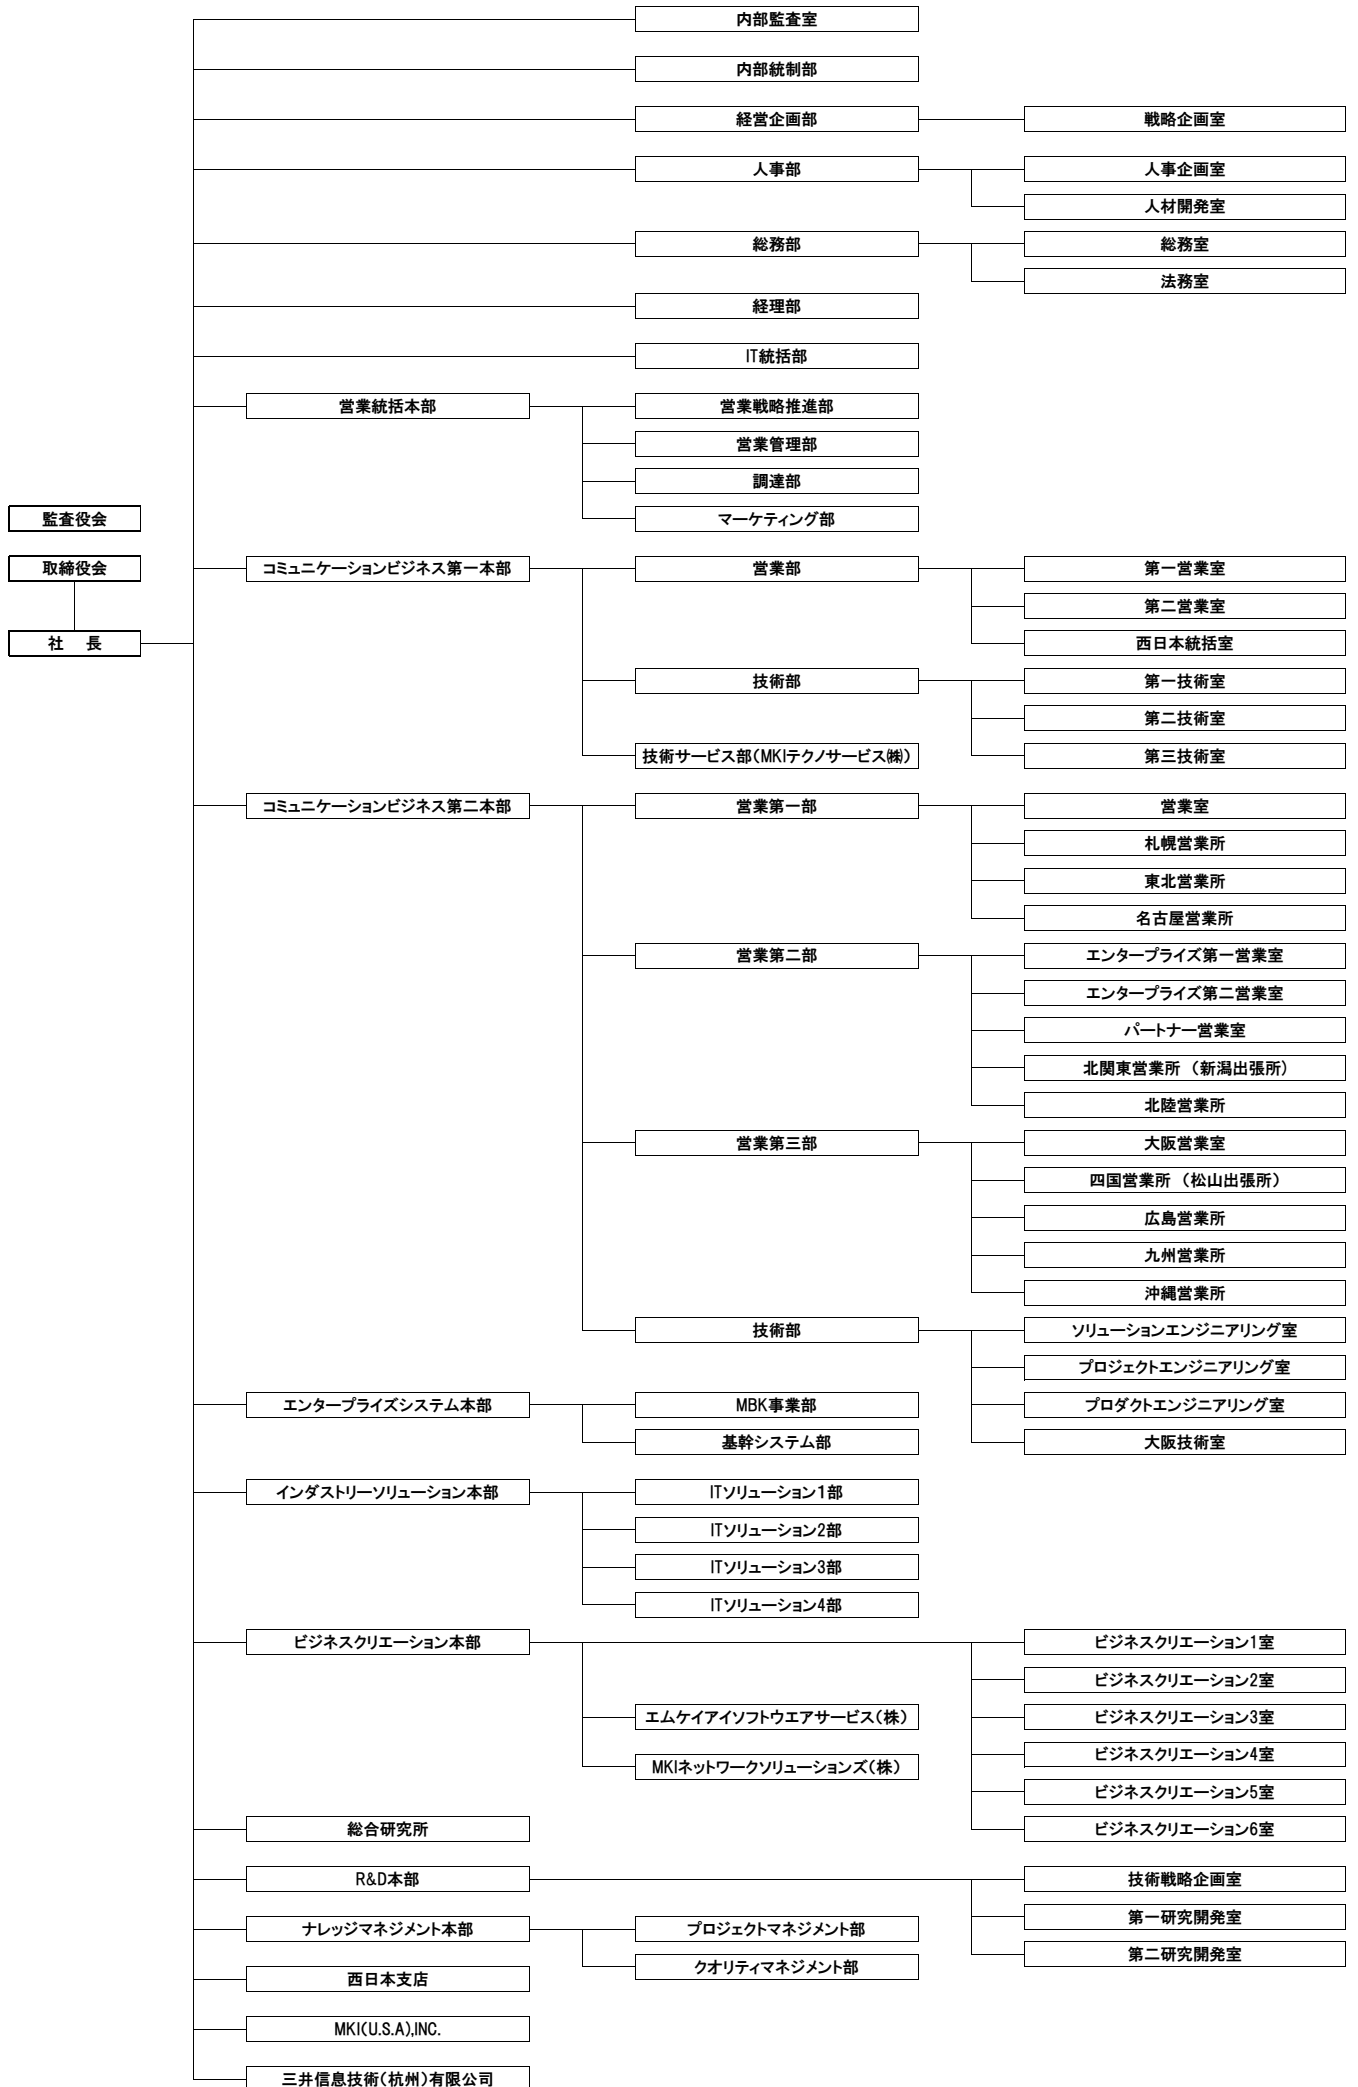 内部監査室
内部統制部
経営企画部
戦略企画室
人事部
人事企画室
人材開発室
総務部
総務室
法務室
経理部
IT統括部
営業統括本部
営業戦略推進部
営業管理部
調達部
マーケティング部
監査役会
取締役会
社 長
コミュニケーションビジネス第一本部
営業部
第一営業室
第二営業室
西日本統括室
技術部
第一技術室
第二技術室
第三技術室
技術サービス部(MKIテクノサービス㈱)
コミュニケーションビジネス第二本部
営業第一部
営業室
札幌営業所
東北営業所
名古屋営業所
営業第二部
エンタープライズ第一営業室
エンタープライズ第二営業室
パートナー営業室
北関東営業所 (新潟出張所)
北陸営業所
営業第三部
大阪営業室
四国営業所 (松山出張所)
広島営業所
九州営業所
沖縄営業所
技術部
ソリューションエンジニアリング室
プロジェクトエンジニアリング室
プロダクトエンジニアリング室
大阪技術室
エンタープライズシステム本部
MBK事業部
基幹システム部
インダストリーソリューション本部
ITソリューション1部
ITソリューション2部
ITソリューション3部
ITソリューション4部
ビジネスクリエーション本部
ビジネスクリエーション1室
ビジネスクリエーション2室
ビジネスクリエーション3室
ビジネスクリエーション4室
ビジネスクリエーション5室
ビジネスクリエーション6室
エムケイアイソフトウエアサービス(株)
MKIネットワークソリューションズ(株)
総合研究所
R&D本部
技術戦略企画室
第一研究開発室
第二研究開発室
ナレッジマネジメント本部
プロジェクトマネジメント部
クオリティマネジメント部
西日本支店
MKI(U.S.A),INC.
三井信息技術(杭州)有限公司